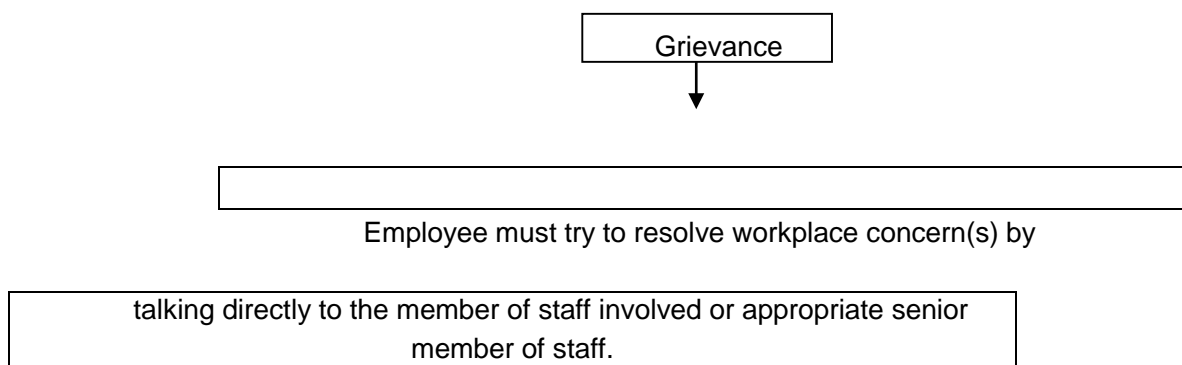 Grievance
Employee must try to resolve workplace concern(s) by
talking directly to the member of staff involved or appropriate senior
member of staff.